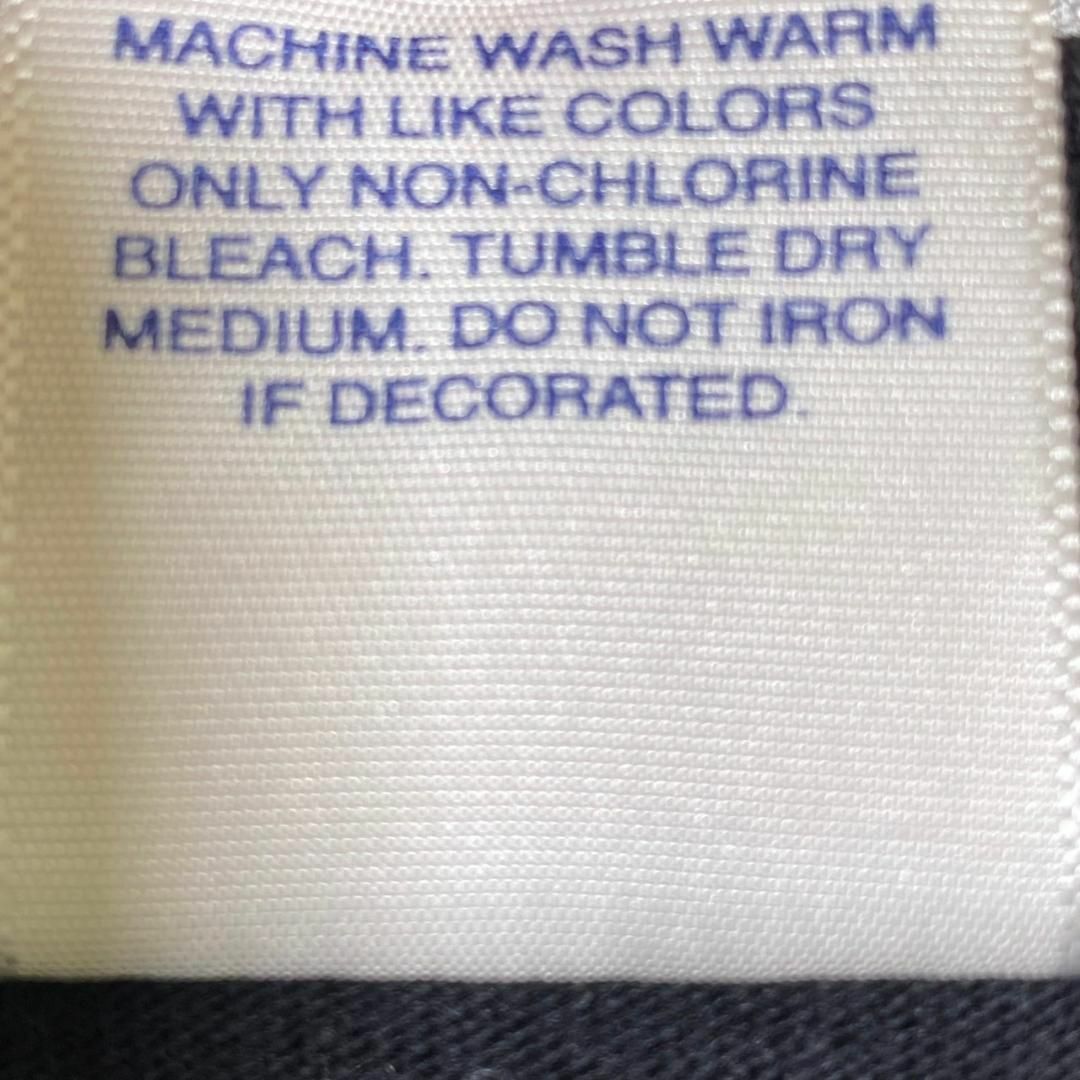 MACHINE WASH WARM
WITH LIKE COLORS
ONLY NON-CHLORINE
BLEACH. TUMBLE DRY
MEDIUM. DO NOT IRON
IF DECORATED.